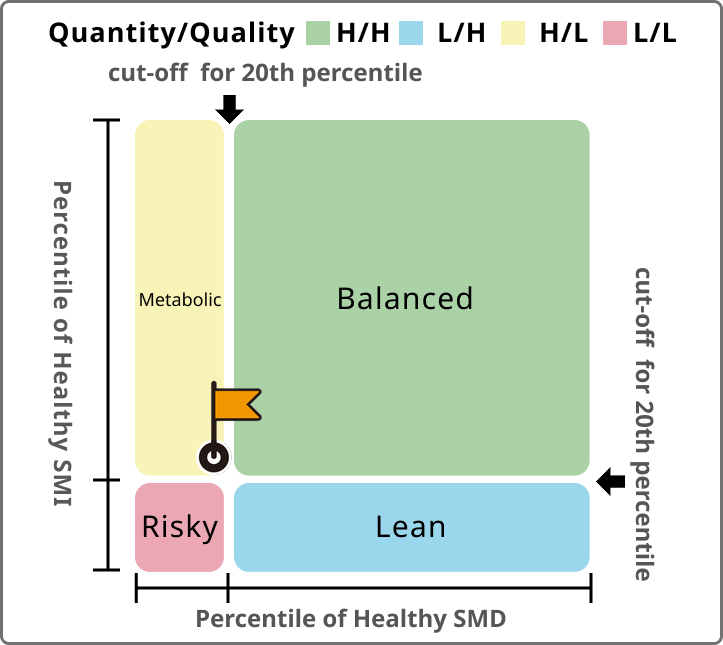 Quantity/Quality H/H L/H H/L L/L
cut-off for 20th percentile
Percentile of Healthy SMI
Metabolic
Balanced
cut-off for 20th percentile
Risky
Lean
Percentile of Healthy SMD